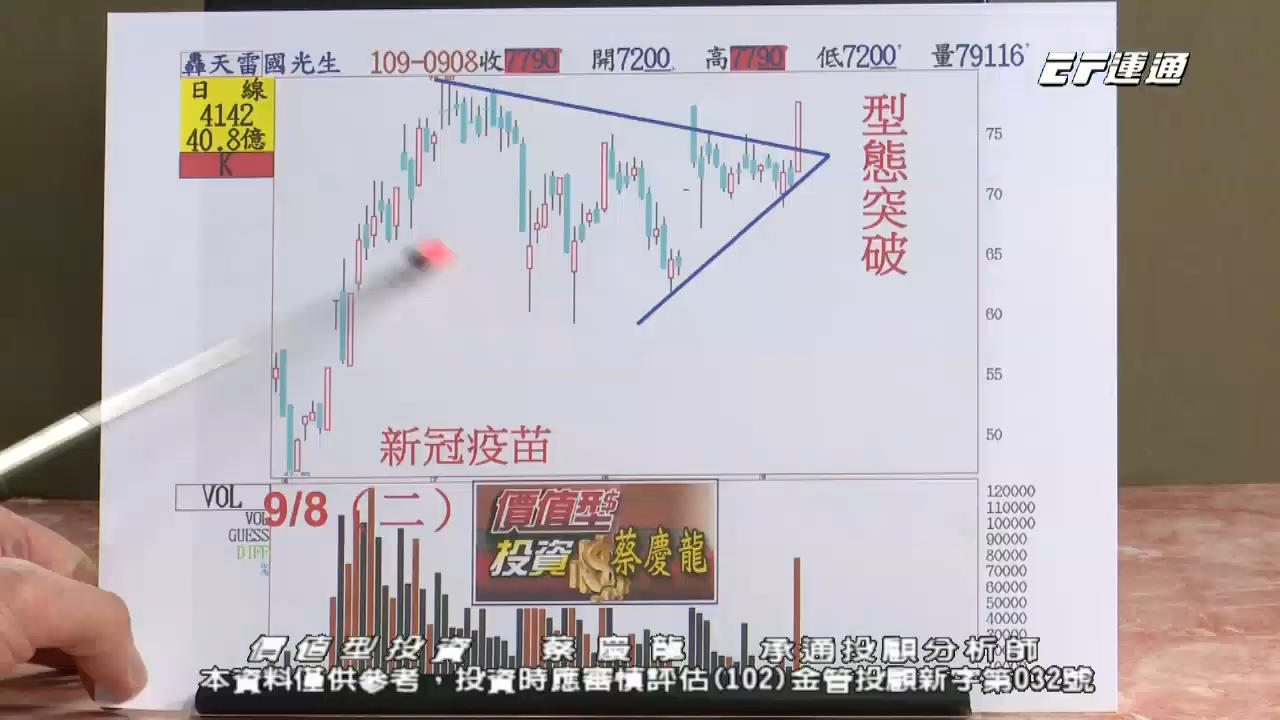 轟天雷國光生 109-0908收7790 開7200 高7790 低7200 量79116
CT運通
日 線
4142
40.8億
K
型態突破
75
70
65
60
55
50
新冠疫苗
VOL
9/8（二）
VOL
GUESS
DIFF
120000
110000
100000
90000
80000
70000
60000
50000
40000
價值型
投資 蔡慶龍
價值型投資 蔡慶龍 承通投顧分析師
本資料僅供參考，投資時應審慎評估(102)金管投顧新字第032號